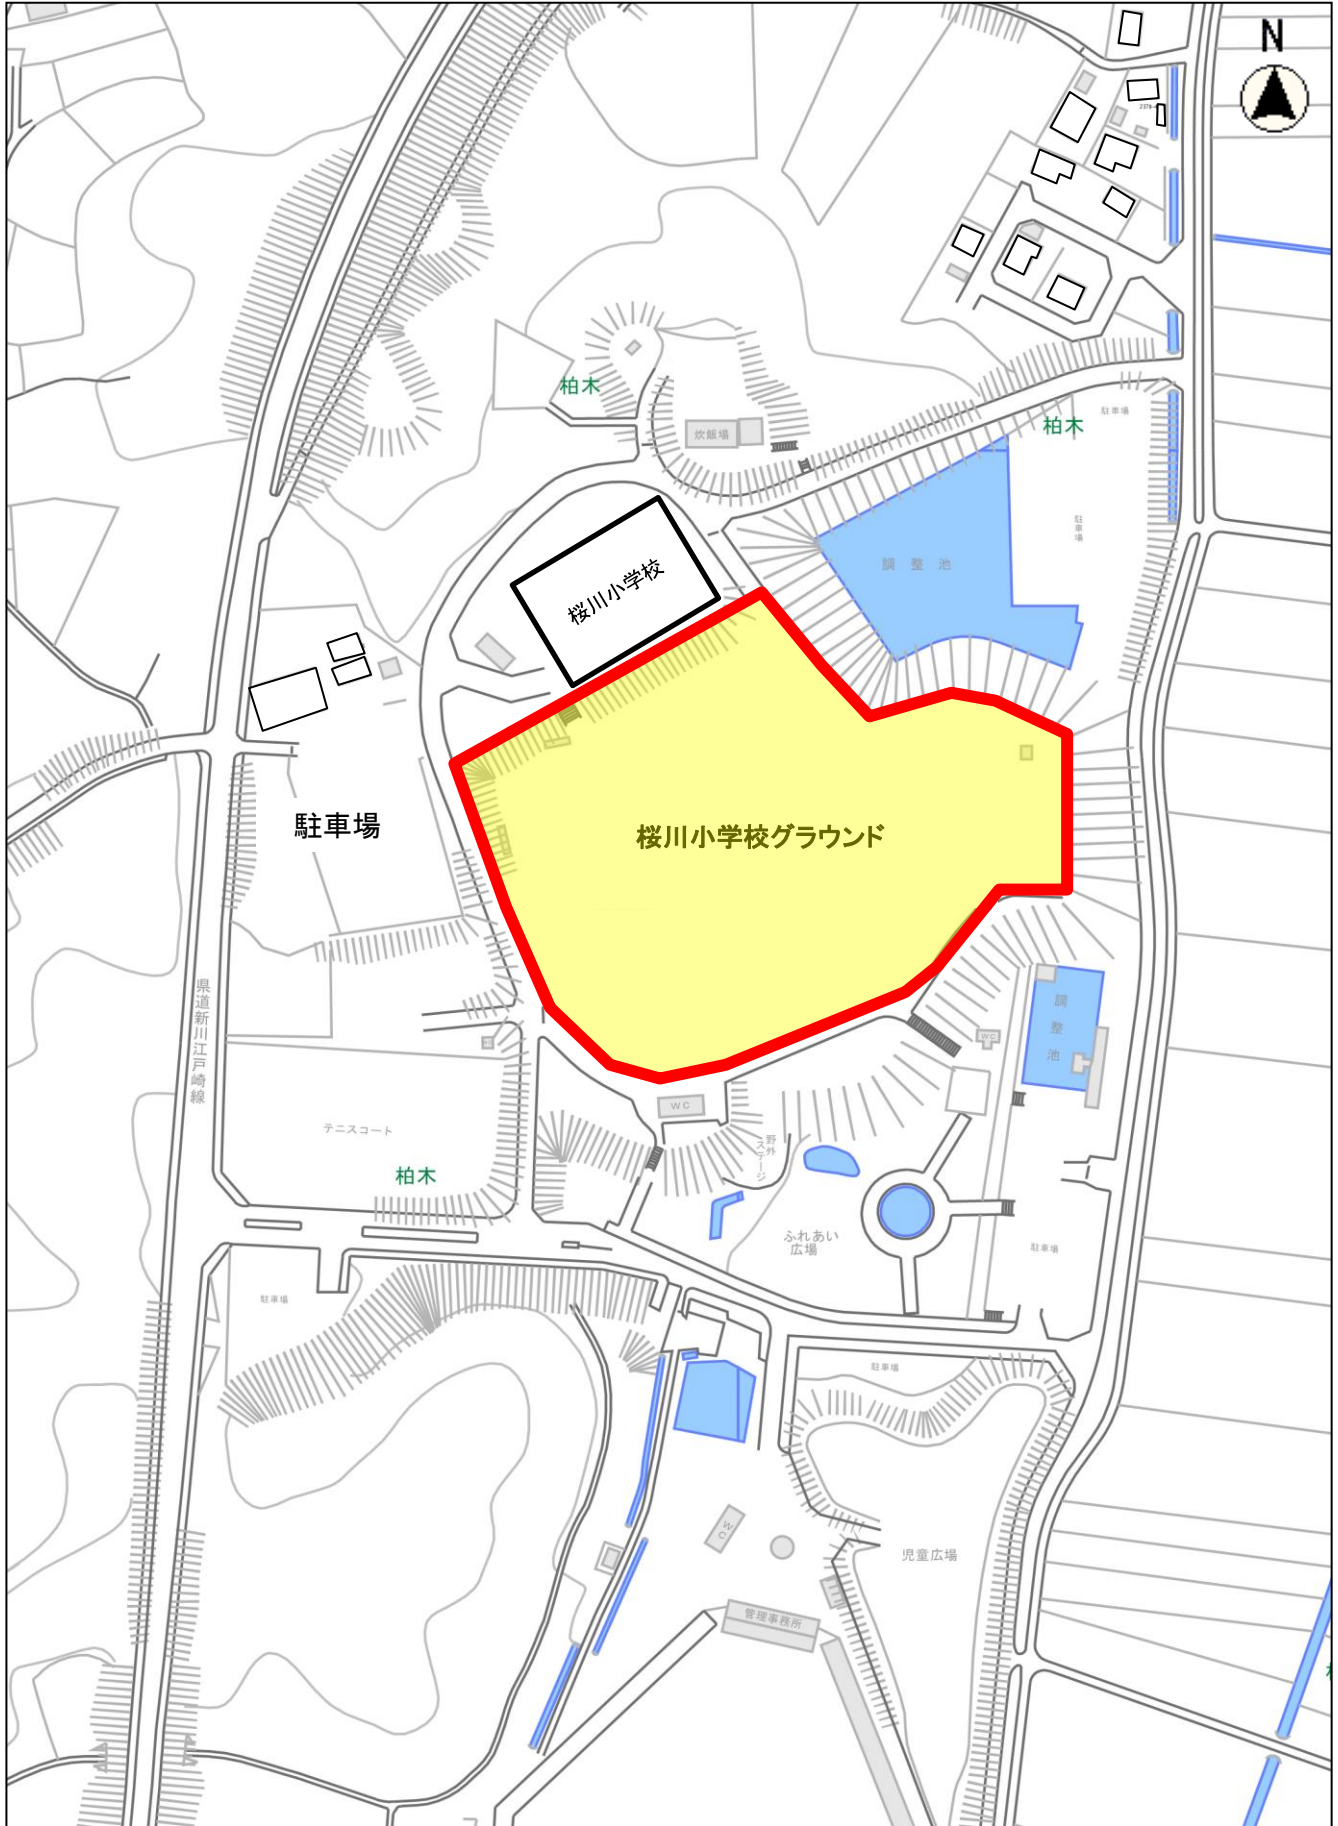 N
2376
柏木
炊飯場
駐車場
柏木
駐車場
調整池
桜川小学校
駐車場
桜川小学校グラウンド
県道新川江戸崎線
調整池
WC
WC
テニスコート
野外ステージ
柏木
ふれあい
広場
駐車場
駐車場
駐車場
WC
児童広場
管理事務所